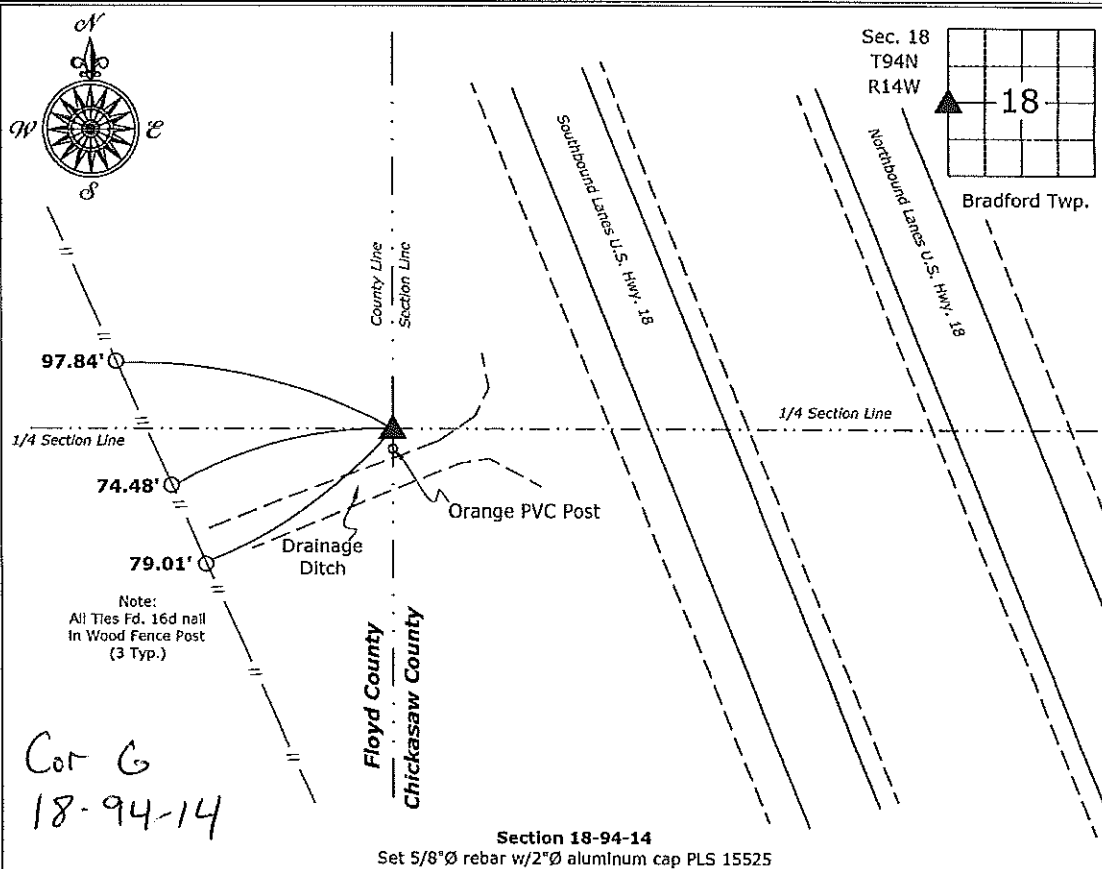 N
W
E
S
Sec. 18
T94N
R14W
18
Bradford Twp.
Southbound Lanes U.S. Hwy. 18
Northbound Lanes U.S. Hwy. 18
County Line
Section Line
97.84'
1/4 Section Line
1/4 Section Line
74.48'
Orange PVC Post
79.01'
Drainage
Ditch
Note:
All Ties Fd. 16d nail
In Wood Fence Post
(3 Typ.)
Floyd County
Chickasaw County
Cor G
18-94-14
Section 18-94-14
Set 5/8"Ø rebar w/2"Ø aluminum cap PLS 15525